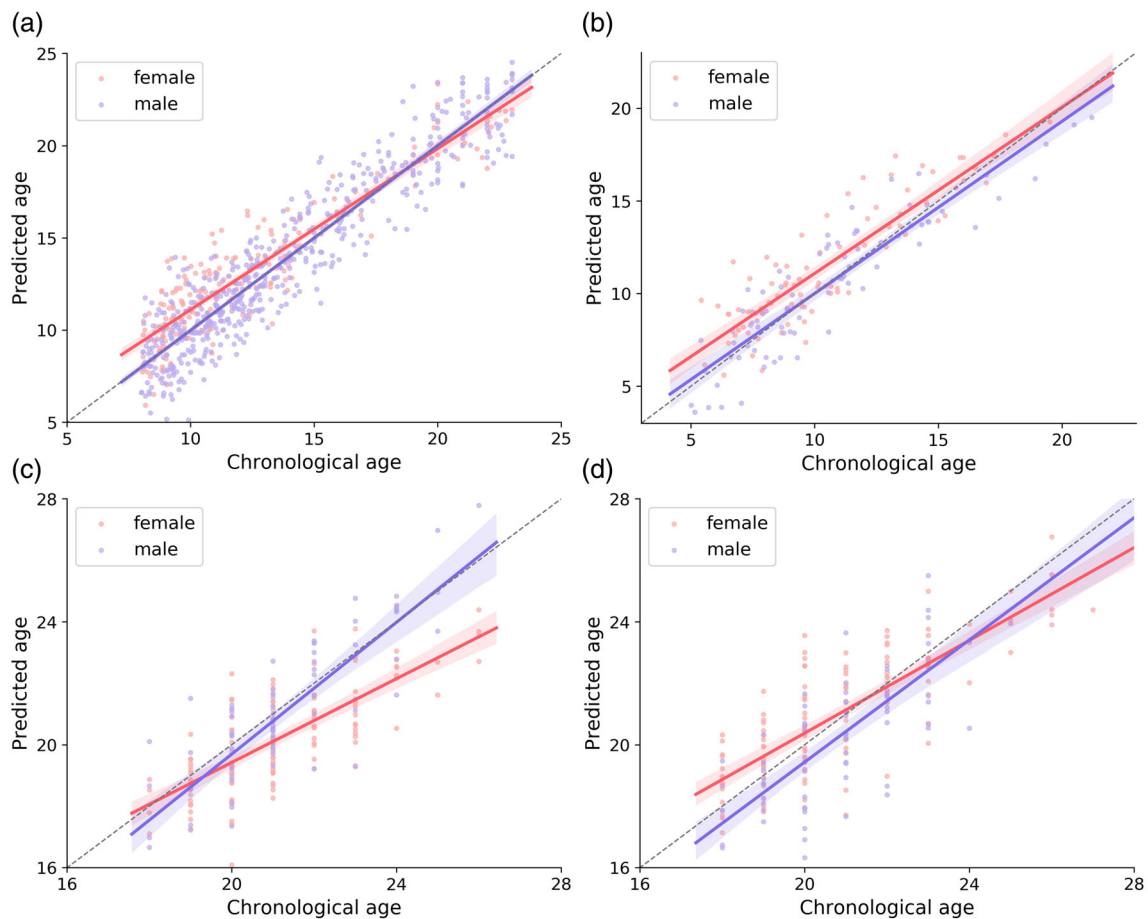 (a)
25
female
male
20
15
10
5
Predicted age
5 10 15 20 25
Chronological age
(b)
female
male
20
15
10
5
Predicted age
5 10 15 20
Chronological age
(c)
28
female
male
24
20
16
Predicted age
16 20 24 28
Chronological age
(d)
28
female
male
24
20
16
Predicted age
16 20 24 28
Chronological age